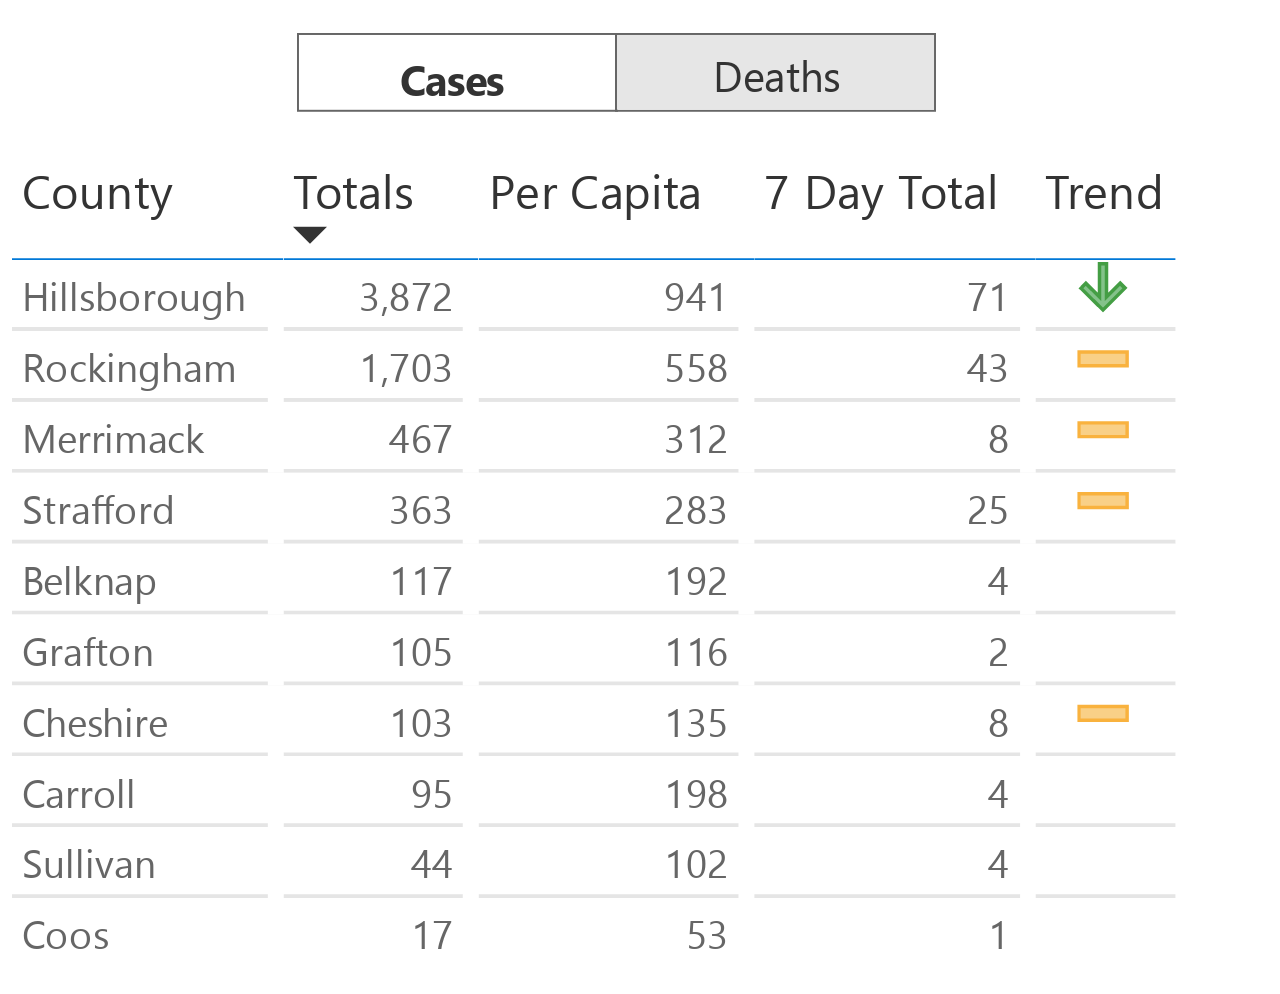 Cases Deaths
County Totals Per Capita 7 Day Total Trend
Hillsborough 3,872 941 71
Rockingham 1,703 558 43
Merrimack 467 312 8
Strafford 363 283 25
Belknap 117 192 4
Grafton 105 116 2
Cheshire 103 135 8
Carroll 95 198 4
Sullivan 44 102 4
Coos 17 53 1